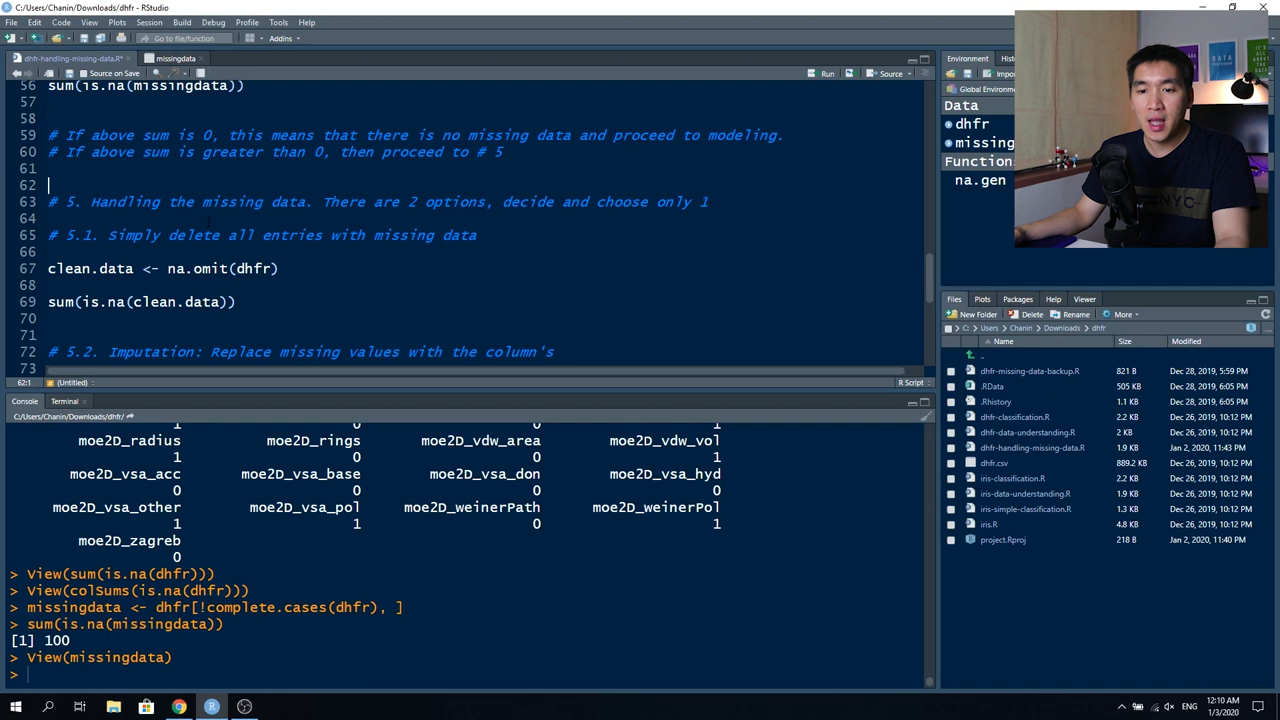 C:/Users/Chanin/Downloads/dhfr - RStudio
File Edit Code View Plots Session Build Debug Profile Tools Help
Go to file/function Addins
dhfr-handling-missing-data.R* missingdata
Source on Save Run Source
56 sum(is.na(missingdata))
57
58
59 # If above sum is 0, this means that there is no missing data and proceed to modeling.
60 # If above sum is greater than 0, then proceed to # 5
61
62
63 # 5. Handling the missing data. There are 2 options, decide and choose only 1
64
65 # 5.1. Simply delete all entries with missing data
66
67 clean.data <- na.omit(dhfr)
68
69 sum(is.na(clean.data))
70
71
72 # 5.2. Imputation: Replace missing values with the column's
73
62:1 (Untitled) R Script
Console Terminal
C:/Users/Chanin/Downloads/dhfr/
1 0 0 1
moe2D_radius moe2D_rings moe2D_vdw_area moe2D_vdw_vol
1 0 0 1
moe2D_vsa_acc moe2D_vsa_base moe2D_vsa_don moe2D_vsa_hyd
0 0 0 0
moe2D_vsa_other moe2D_vsa_pol moe2D_weinerPath moe2D_weinerPol
1 1 0 1
moe2D_zagreb
0
> View(sum(is.na(dhfr)))
> View(colSums(is.na(dhfr)))
> missingdata <- dhfr[!complete.cases(dhfr), ]
> sum(is.na(missingdata))
[1] 100
> View(missingdata)
>
Environment His
Impo
Global Environme
Data
dhfr
missing
Function
na.gen
Files Plots Packages Help Viewer
New Folder Delete Rename More
C: Users Chanin Downloads dhfr
Name Size Modified
..
dhfr-missing-data-backup.R 821 B Dec 28, 2019, 5:59 PM
.RData 505 KB Dec 28, 2019, 6:05 PM
.Rhistory 1.1 KB Dec 28, 2019, 6:05 PM
dhfr-classification.R 2.2 KB Dec 26, 2019, 10:12 PM
dhfr-data-understanding.R 2 KB Dec 26, 2019, 10:12 PM
dhfr-handling-missing-data.R 1.9 KB Jan 2, 2020, 11:43 PM
dhfr.csv 889.2 KB Dec 26, 2019, 10:12 PM
iris-classification.R 2.2 KB Dec 26, 2019, 10:12 PM
iris-data-understanding.R 1.9 KB Dec 26, 2019, 10:12 PM
iris-simple-classification.R 1.3 KB Dec 26, 2019, 10:12 PM
iris.R 4.8 KB Dec 26, 2019, 10:12 PM
project.Rproj 218 B Jan 2, 2020, 11:40 PM
DATA
IT'S ALL ABOUT THE DATA
NYC
ENG
12:10 AM
1/3/2020